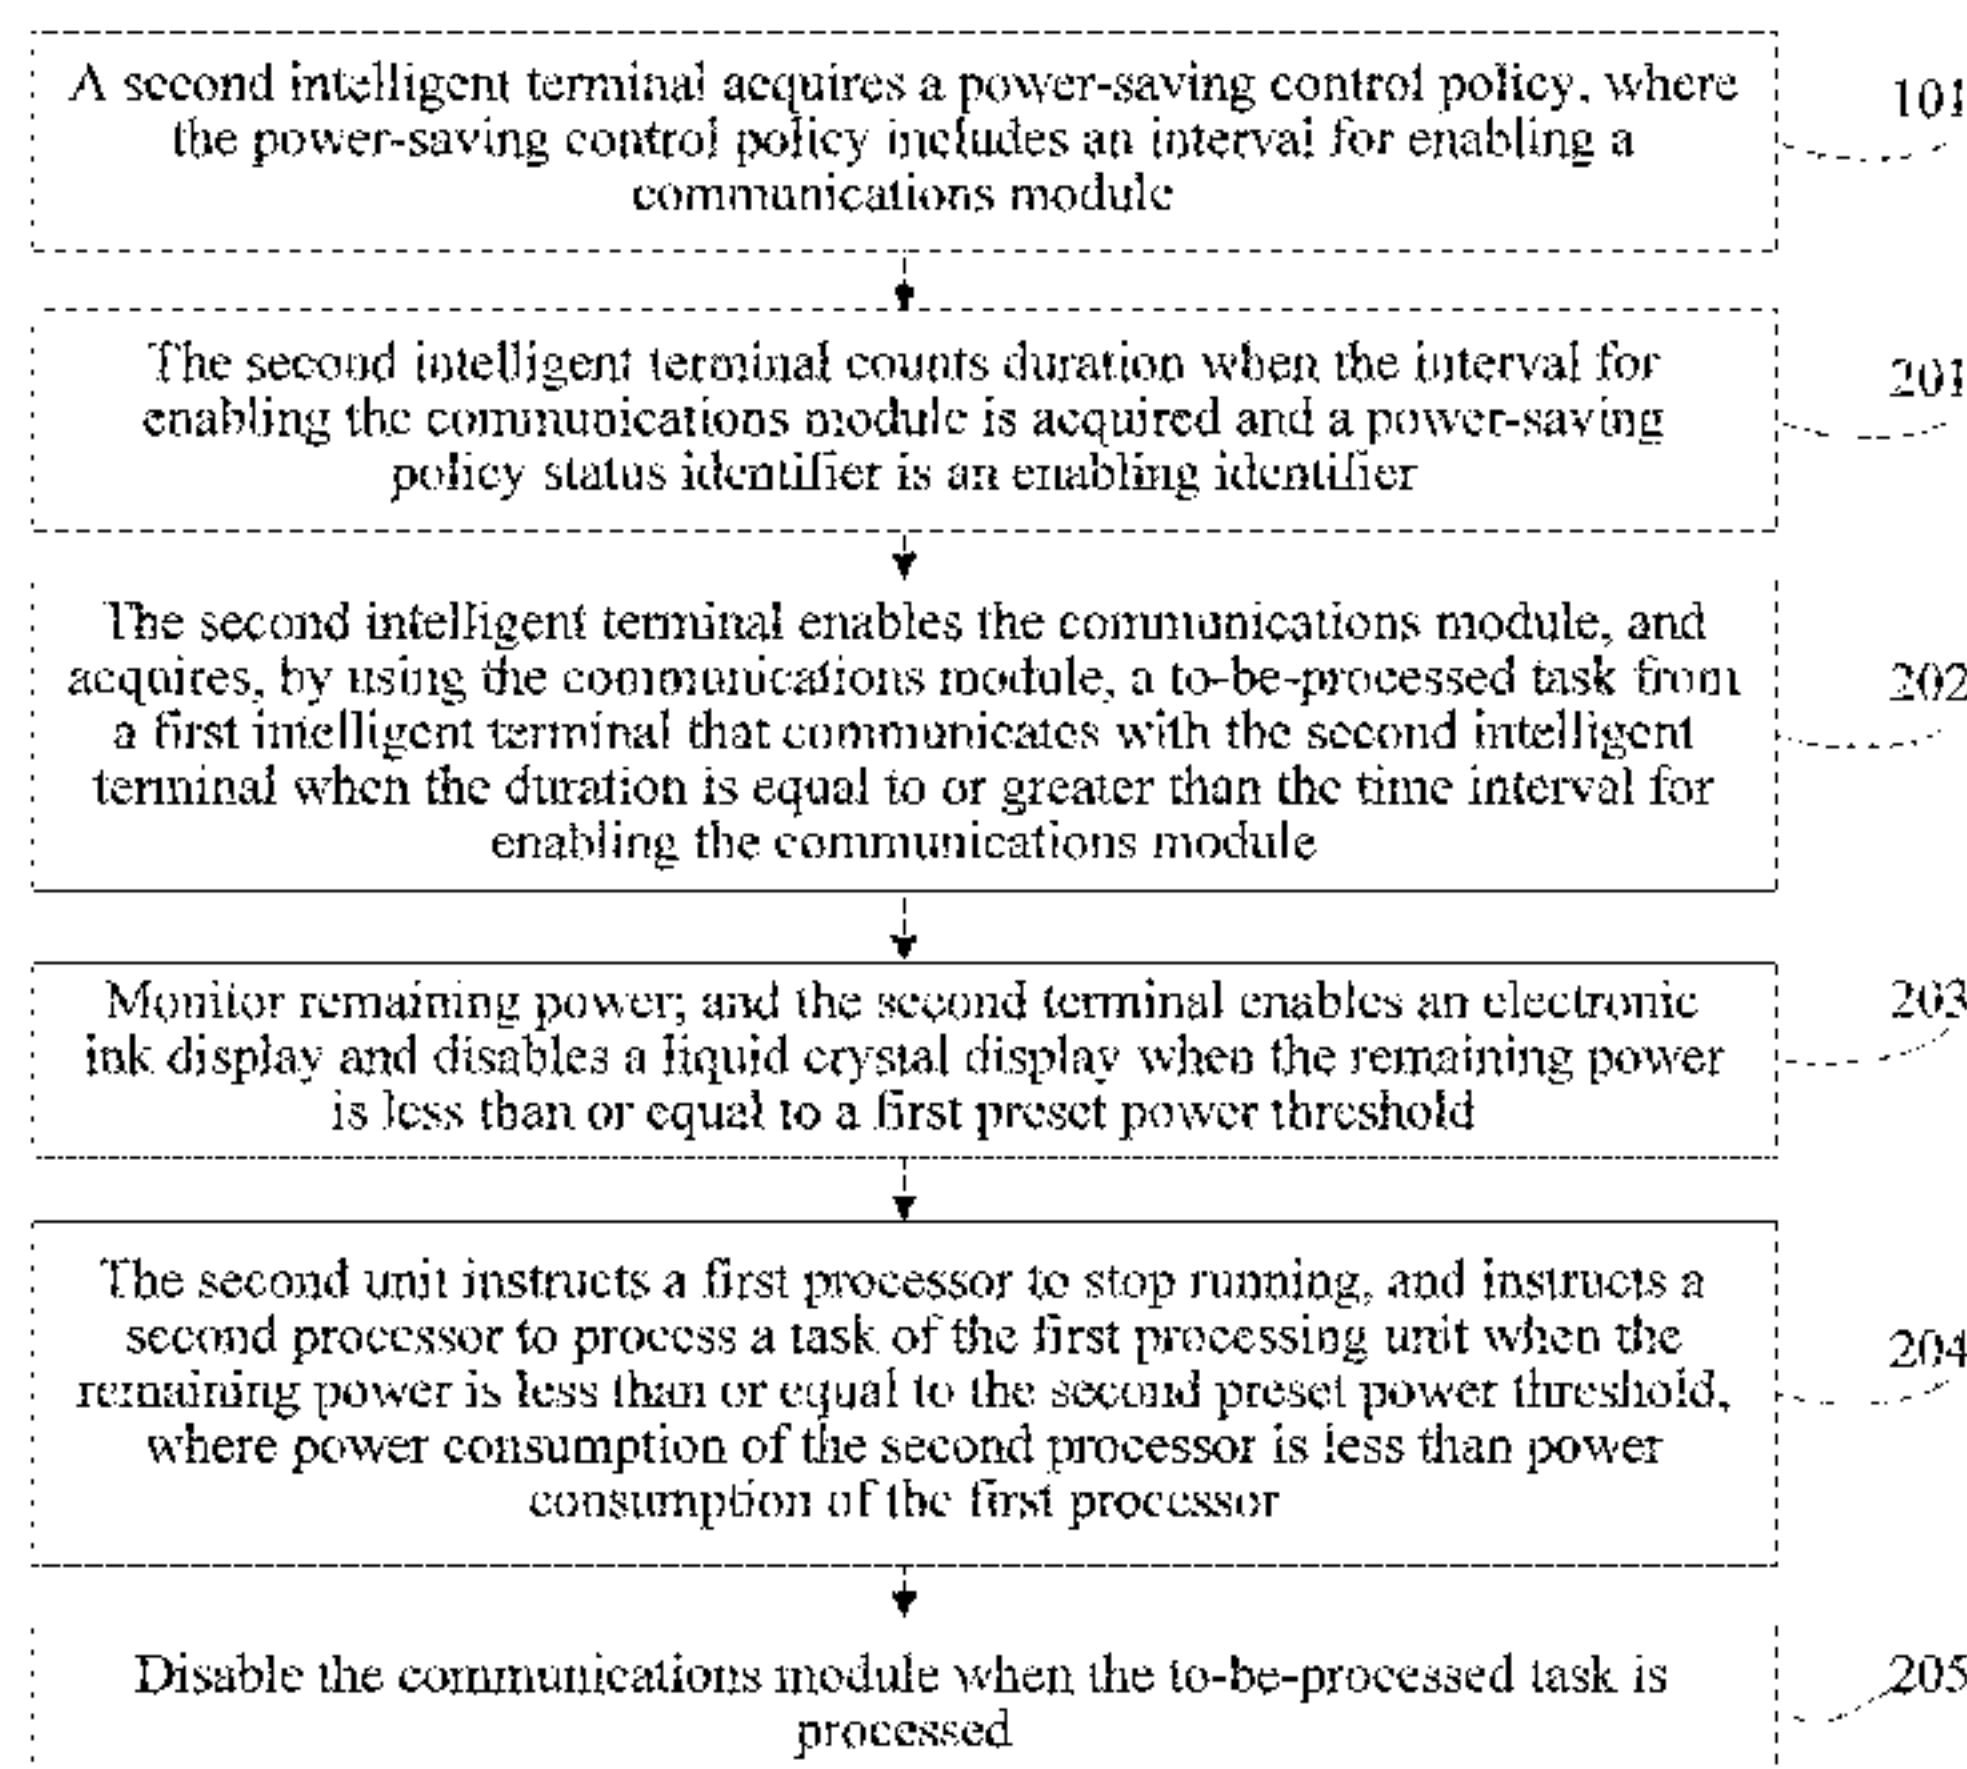 A second intelligent terminal acquires a power-saving control policy, where
the power-saving control policy includes an interval for enabling a
communications module
101
The second intelligent terminal counts duration when the interval for
enabling the communications module is acquired and a power-saving
policy status identifier is an enabling identifier
201
The second intelligent terminal enables the communications module, and
acquires, by using the communications module, a to-be-processed task from
a first intelligent terminal that communicates with the second intelligent
terminal when the duration is equal to or greater than the time interval for
enabling the communications module
202
Monitor remaining power; and the second terminal enables an electronic
ink display and disables a liquid crystal display when the remaining power
is less than or equal to a first preset power threshold
203
The second unit instructs a first processor to stop running, and instructs a
second processor to process a task of the first processing unit when the
remaining power is less than or equal to the second preset power threshold,
where power consumption of the second processor is less than power
consumption of the first processor
204
Disable the communications module when the to-be-processed task is
processed
205